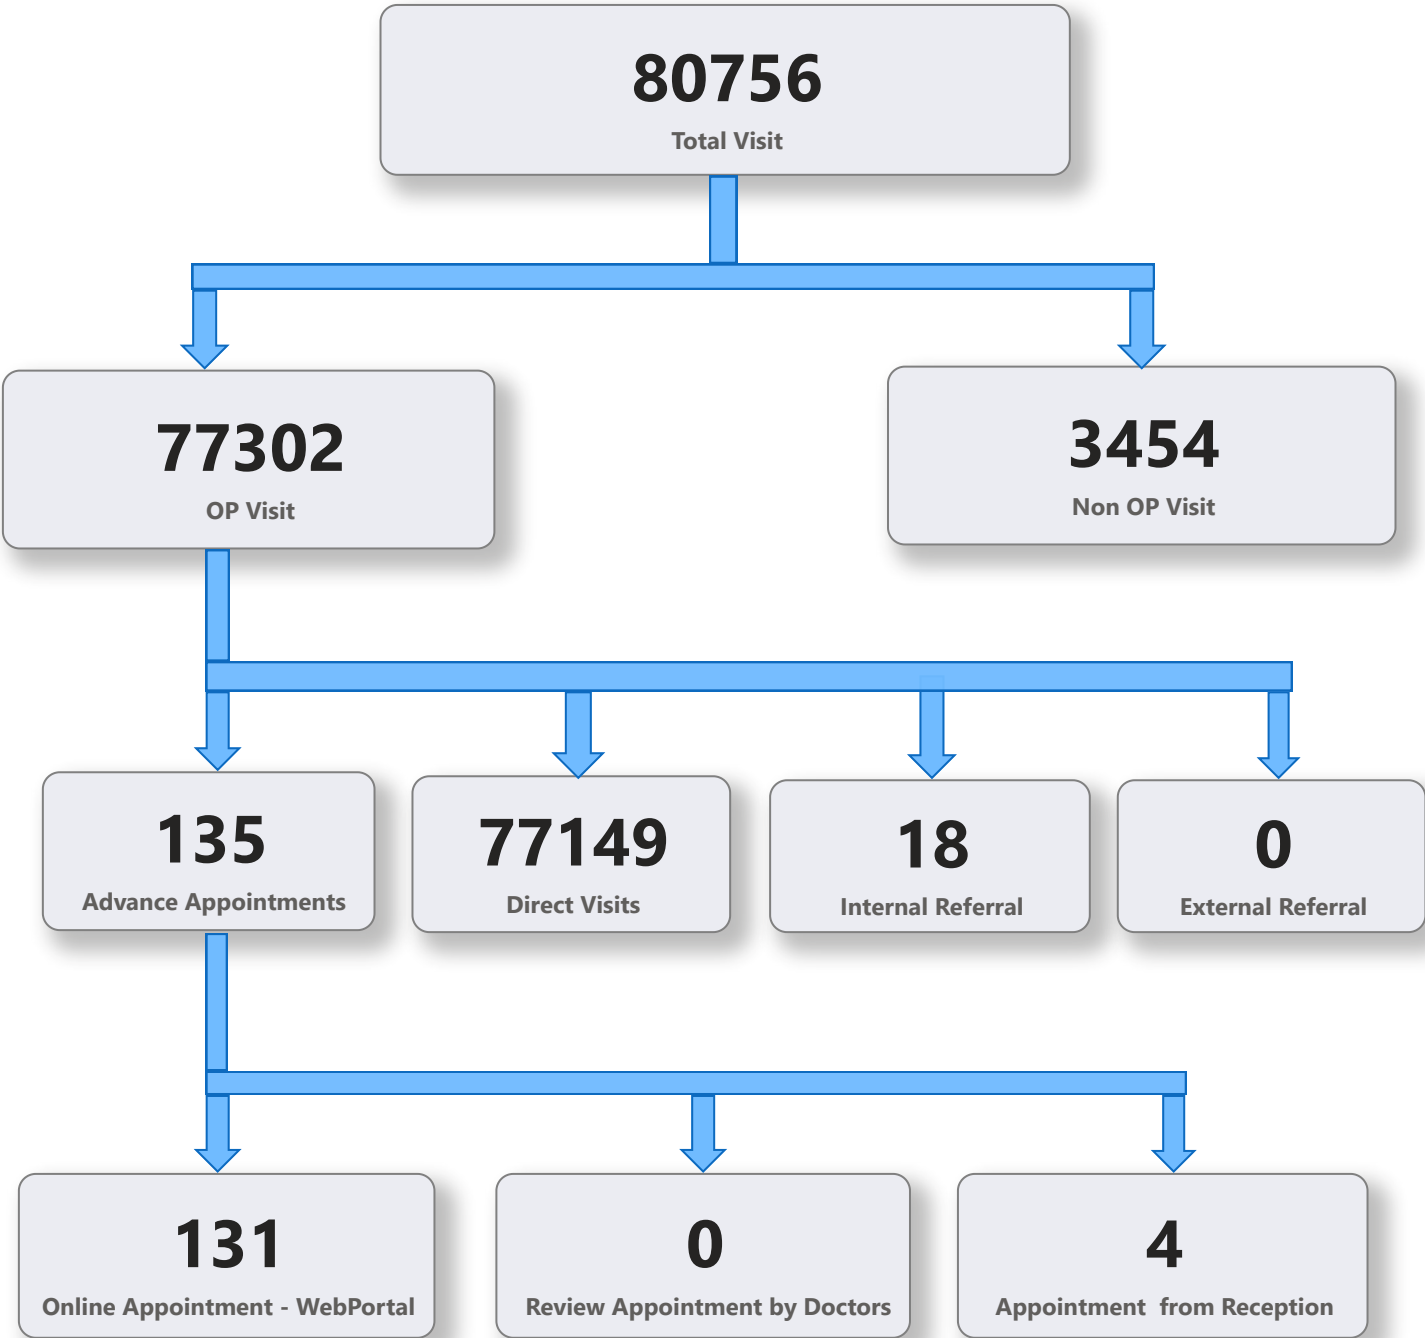 80756
Total Visit
77302
OP Visit
3454
Non OP Visit
135
Advance Appointments
77149
Direct Visits
18
Internal Referral
0
External Referral
131
Online Appointment - WebPortal
0
Review Appointment by Doctors
4
Appointment  from Reception